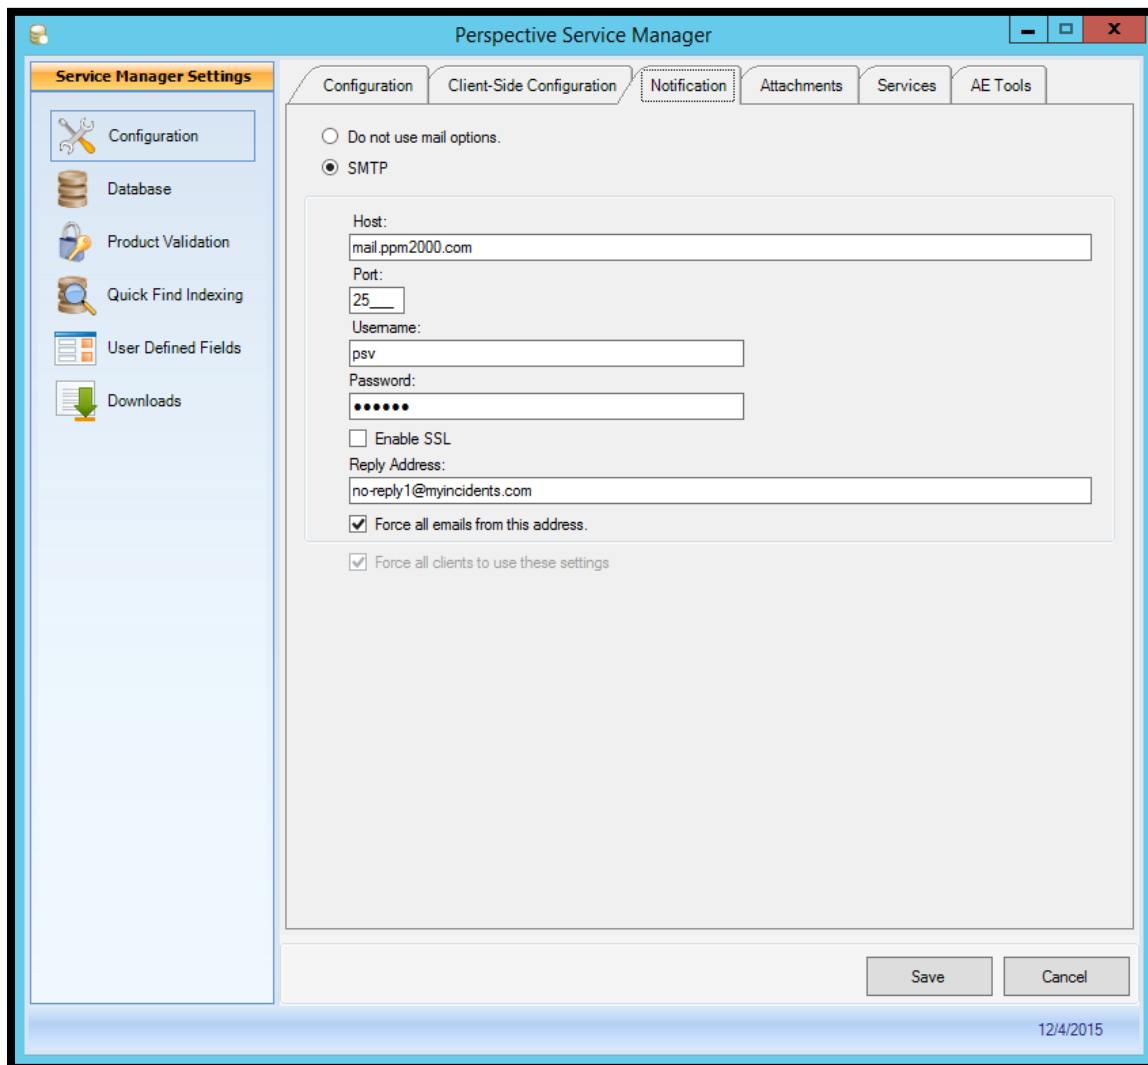 Perspective Service Manager
Service Manager Settings
Configuration
Database
Product Validation
Quick Find Indexing
User Defined Fields
Downloads
Configuration Client-Side Configuration Notification Attachments Services AE Tools
Do not use mail options.
SMTP
Host:
mail.ppm2000.com
Port:
25___
Username:
psv
Password:
••••••
Enable SSL
Reply Address:
no-reply1@myincidents.com
Force all emails from this address.
Force all clients to use these settings
Save Cancel
12/4/2015